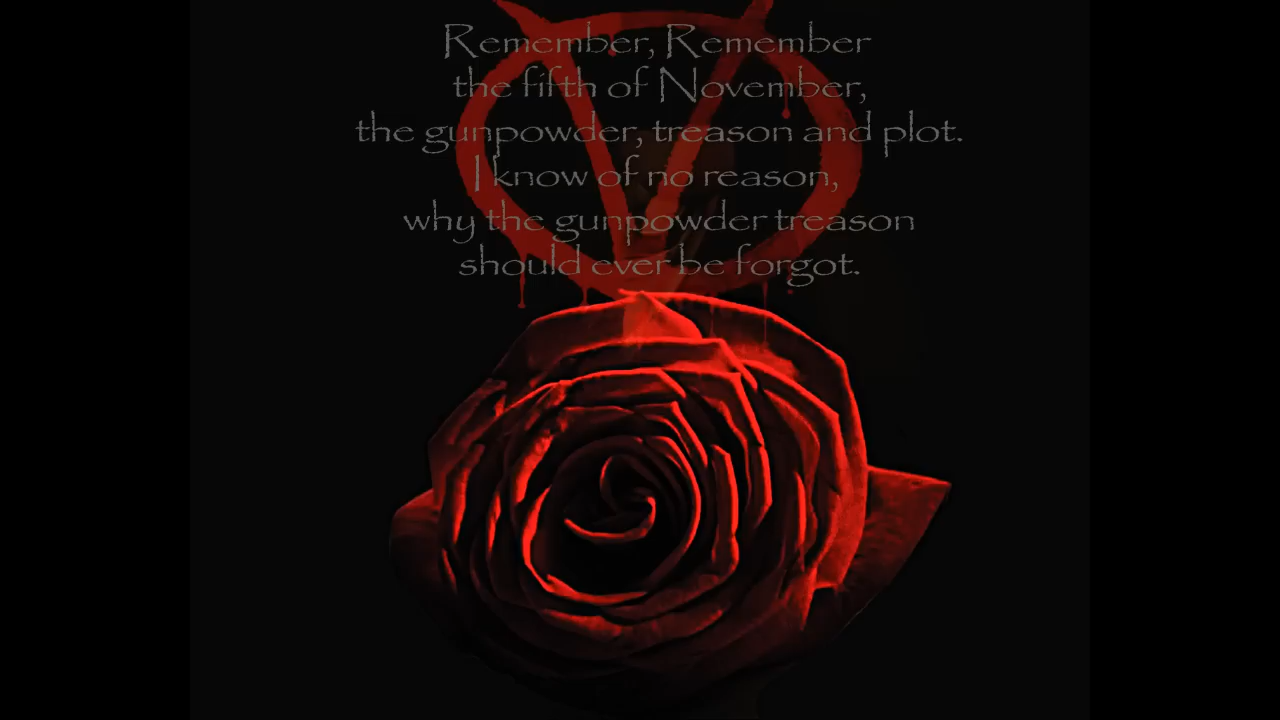 Remember, Remember
the fifth of November,
the gunpowder, treason and plot.
I know of no reason,
why the gunpowder treason
should ever be forgot.